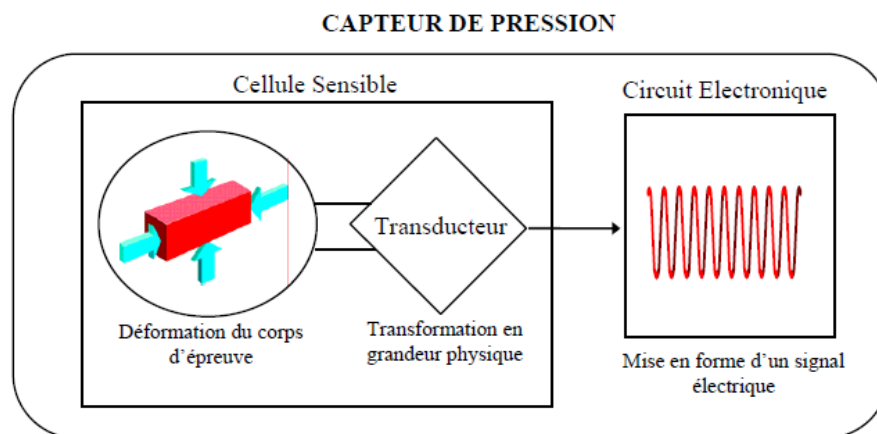 CAPTEUR DE PRESSION
Cellule Sensible
Circuit Electronique
Transducteur
Déformation du corps
d’épreuve
Transformation en
grandeur physique
Mise en forme d’un signal
électrique